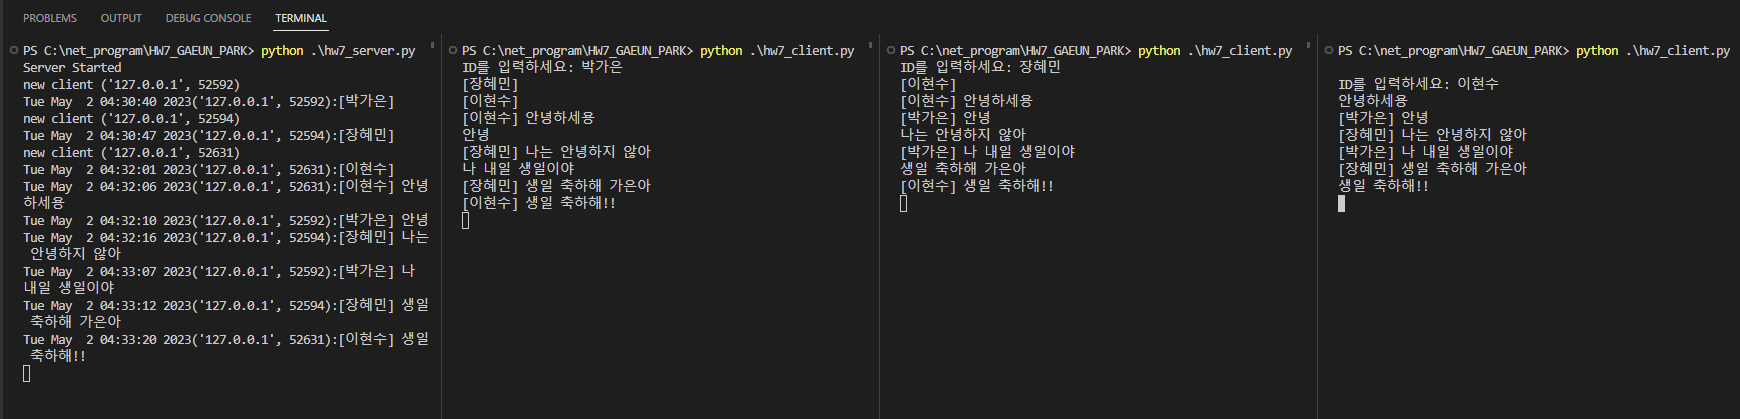 PROBLEMS OUTPUT DEBUG CONSOLE TERMINAL
PS C:\net_program\HW7_GAEUN_PARK> python .\hw7_server.py
Server Started
new client ('127.0.0.1', 52592)
Tue May  2 04:30:40 2023('127.0.0.1', 52592):[박가은]
new client ('127.0.0.1', 52594)
Tue May  2 04:30:47 2023('127.0.0.1', 52594):[장혜민]
new client ('127.0.0.1', 52631)
Tue May  2 04:32:01 2023('127.0.0.1', 52631):[이현수]
Tue May  2 04:32:06 2023('127.0.0.1', 52631):[이현수] 안녕
하세용
Tue May  2 04:32:10 2023('127.0.0.1', 52592):[박가은] 안녕
Tue May  2 04:32:16 2023('127.0.0.1', 52594):[장혜민] 나는
안녕하지 않아
Tue May  2 04:33:07 2023('127.0.0.1', 52592):[박가은] 나
내일 생일이야
Tue May  2 04:33:12 2023('127.0.0.1', 52594):[장혜민] 생일
축하해 가은아
Tue May  2 04:33:20 2023('127.0.0.1', 52631):[이현수] 생일
축하해!!
PS C:\net_program\HW7_GAEUN_PARK> python .\hw7_client.py
ID를 입력하세요: 박가은
[장혜민]
[이현수]
[이현수] 안녕하세용
안녕
[장혜민] 나는 안녕하지 않아
나 내일 생일이야
[장혜민] 생일 축하해 가은아
[이현수] 생일 축하해!!
PS C:\net_program\HW7_GAEUN_PARK> python .\hw7_client.py
ID를 입력하세요: 장혜민
[이현수]
[이현수] 안녕하세용
[박가은] 안녕
나는 안녕하지 않아
[박가은] 나 내일 생일이야
생일 축하해 가은아
[이현수] 생일 축하해!!
PS C:\net_program\HW7_GAEUN_PARK> python .\hw7_client.py
ID를 입력하세요: 이현수
안녕하세용
[박가은] 안녕
[장혜민] 나는 안녕하지 않아
[박가은] 나 내일 생일이야
[장혜민] 생일 축하해 가은아
생일 축하해!!